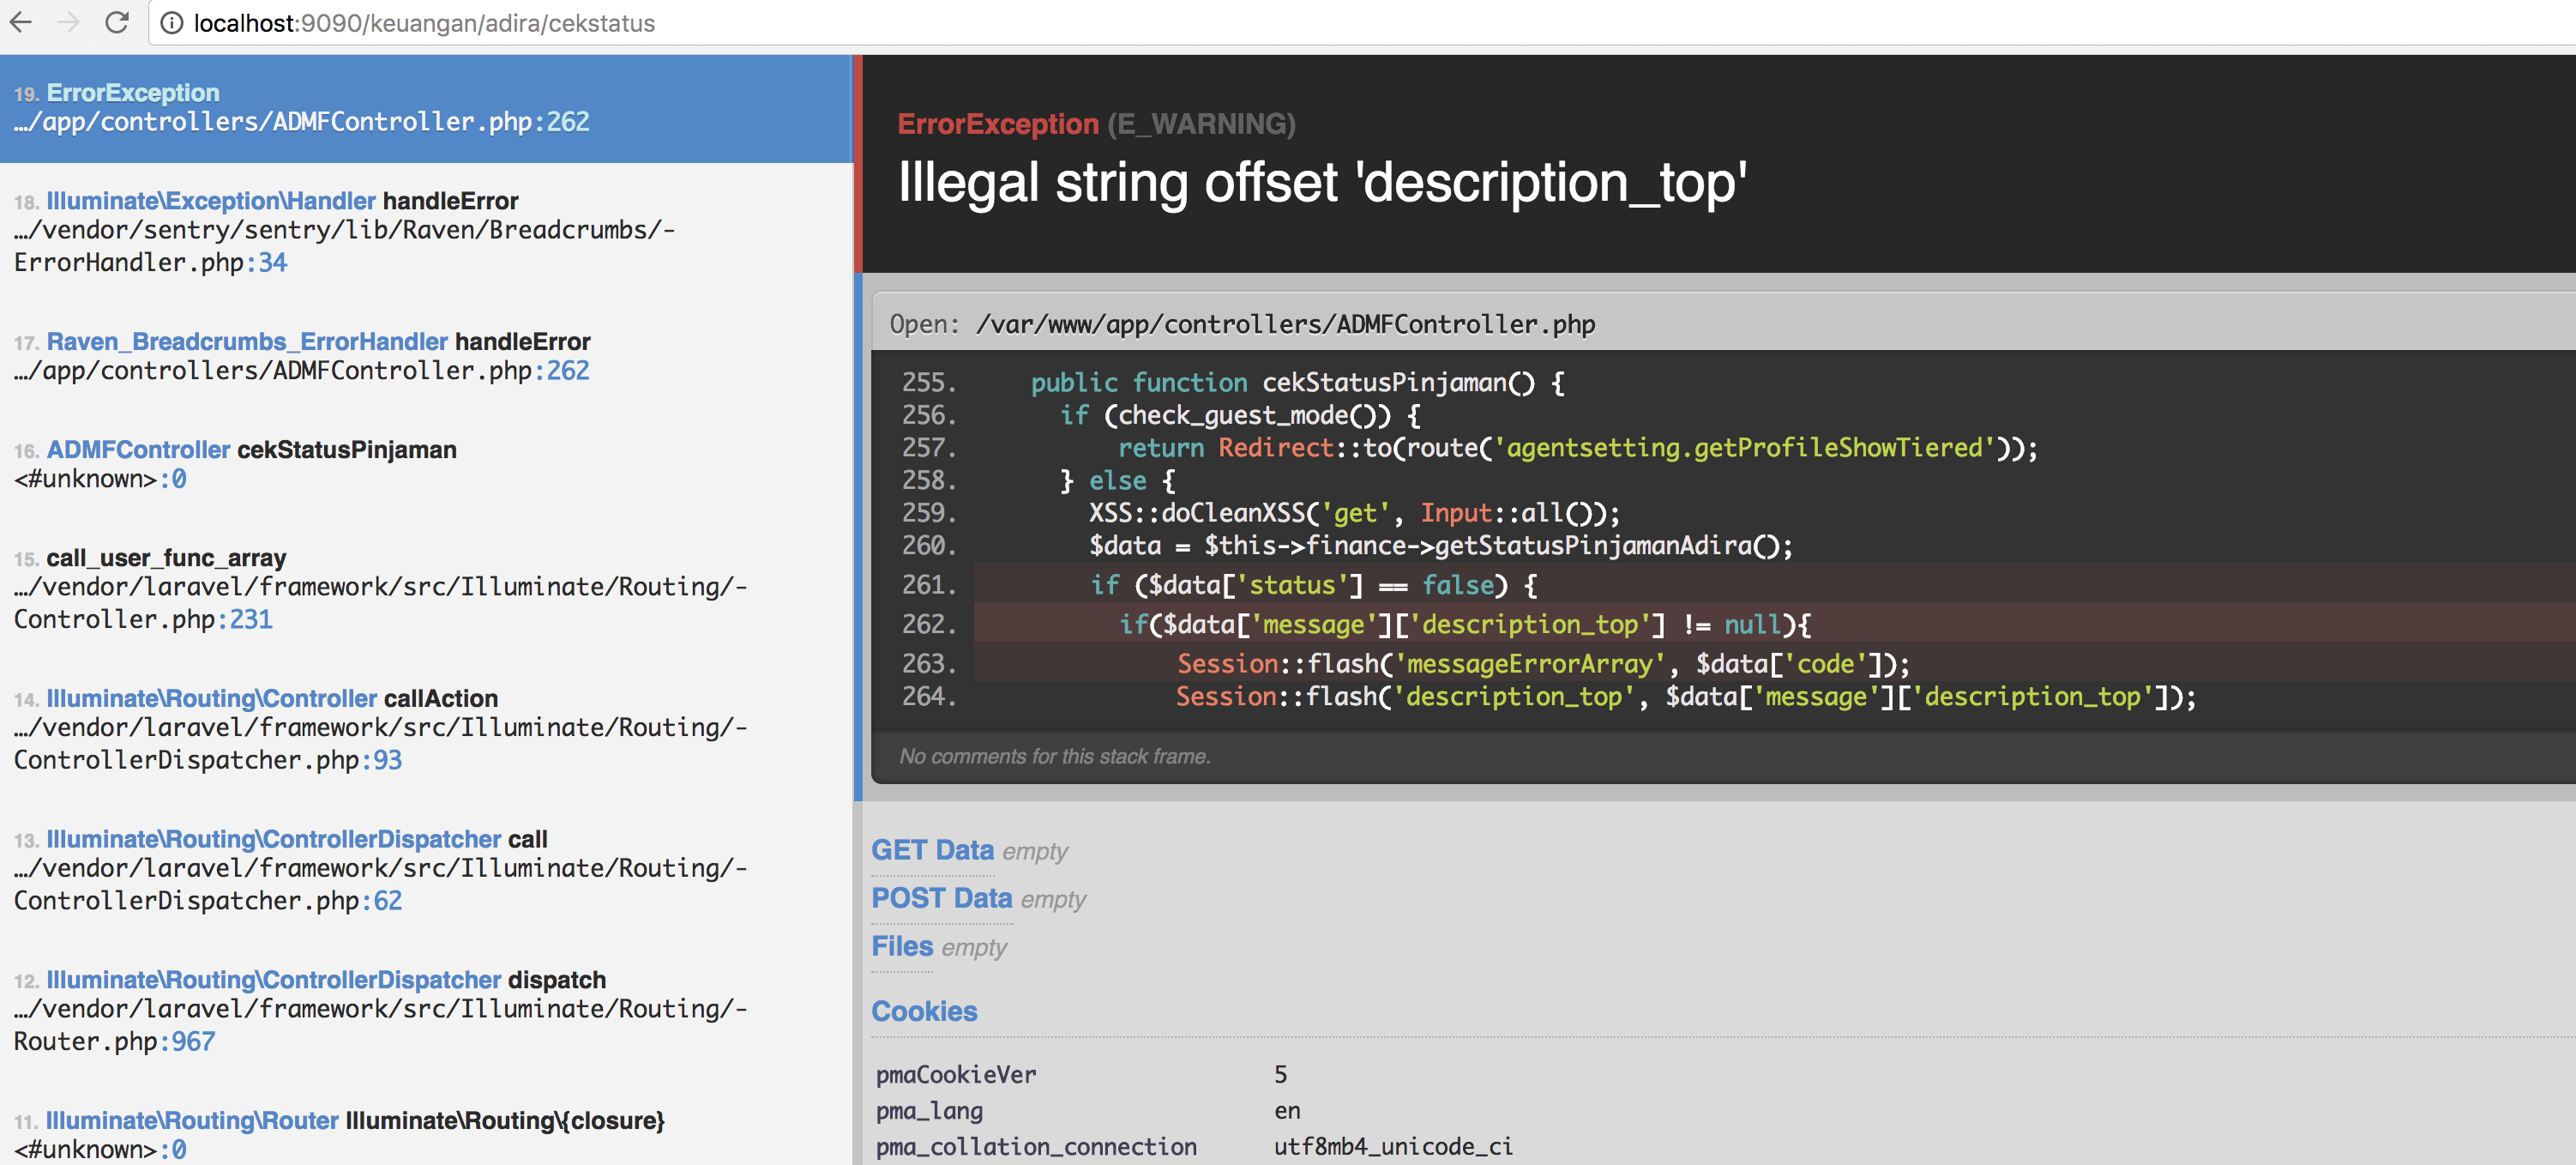 localhost:9090/keuangan/adira/cekstatus
19. ErrorException
…/app/controllers/ADMFController.php:262
18. Illuminate\Exception\Handler handleError
…/vendor/sentry/sentry/lib/Raven/Breadcrumbs/-
ErrorHandler.php:34
17. Raven_Breadcrumbs_ErrorHandler handleError
…/app/controllers/ADMFController.php:262
16. ADMFController cekStatusPinjaman
<#unknown>:0
15. call_user_func_array
…/vendor/laravel/framework/src/Illuminate/Routing/-
Controller.php:231
14. Illuminate\Routing\Controller callAction
…/vendor/laravel/framework/src/Illuminate/Routing/-
ControllerDispatcher.php:93
13. Illuminate\Routing\ControllerDispatcher call
…/vendor/laravel/framework/src/Illuminate/Routing/-
ControllerDispatcher.php:62
12. Illuminate\Routing\ControllerDispatcher dispatch
…/vendor/laravel/framework/src/Illuminate/Routing/-
Router.php:967
11. Illuminate\Routing\Router Illuminate\Routing\{closure}
<#unknown>:0
ErrorException (E_WARNING)
Illegal string offset 'description_top'
Open: /var/www/app/controllers/ADMFController.php
255. public function cekStatusPinjaman() {
256. if (check_guest_mode()) {
257. return Redirect::to(route('agentsetting.getProfileShowTiered'));
258. } else {
259. XSS::doCleanXSS('get', Input::all());
260. $data = $this->finance->getStatusPinjamanAdira();
261. if ($data['status'] == false) {
262. if($data['message']['description_top'] != null){
263. Session::flash('messageErrorArray', $data['code']);
264. Session::flash('description_top', $data['message']['description_top']);
No comments for this stack frame.
GET Data empty
POST Data empty
Files empty
Cookies
pmaCookieVer 5
pma_lang en
pma_collation_connection utf8mb4_unicode_ci